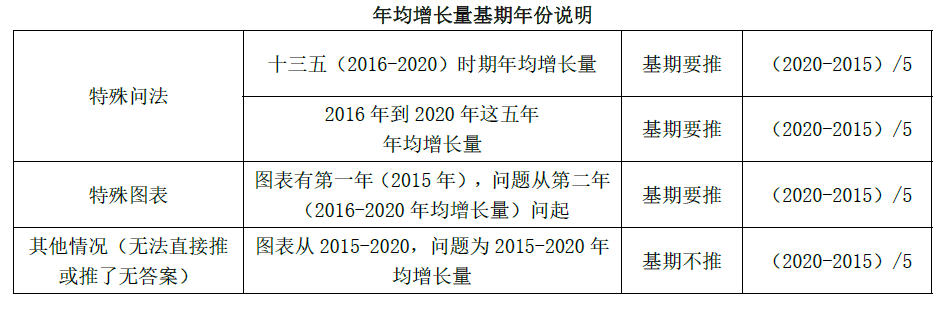 年均增长量基期年份说明
特殊问法
十三五（2016-2020）时期年均增长量
基期要推
（2020-2015）/5
2016 年到 2020 年这五年
年均增长量
基期要推
（2020-2015）/5
特殊图表
图表有第一年（2015 年），问题从第二年
（2016-2020 年均增长量）问起
基期要推
（2020-2015）/5
其他情况（无法直接推
或推了无答案）
图表从 2015-2020，问题为 2015-2020 年
均增长量
基期不推
（2020-2015）/5